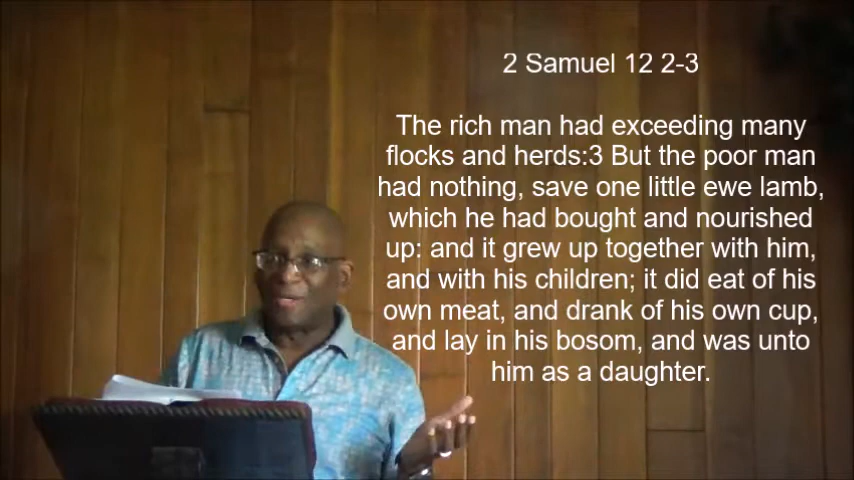 2 Samuel 12 2-3
The rich man had exceeding many
flocks and herds:3 But the poor man
had nothing, save one little ewe lamb,
which he had bought and nourished
up: and it grew up together with him,
and with his children; it did eat of his
own meat, and drank of his own cup,
and lay in his bosom, and was unto
him as a daughter.